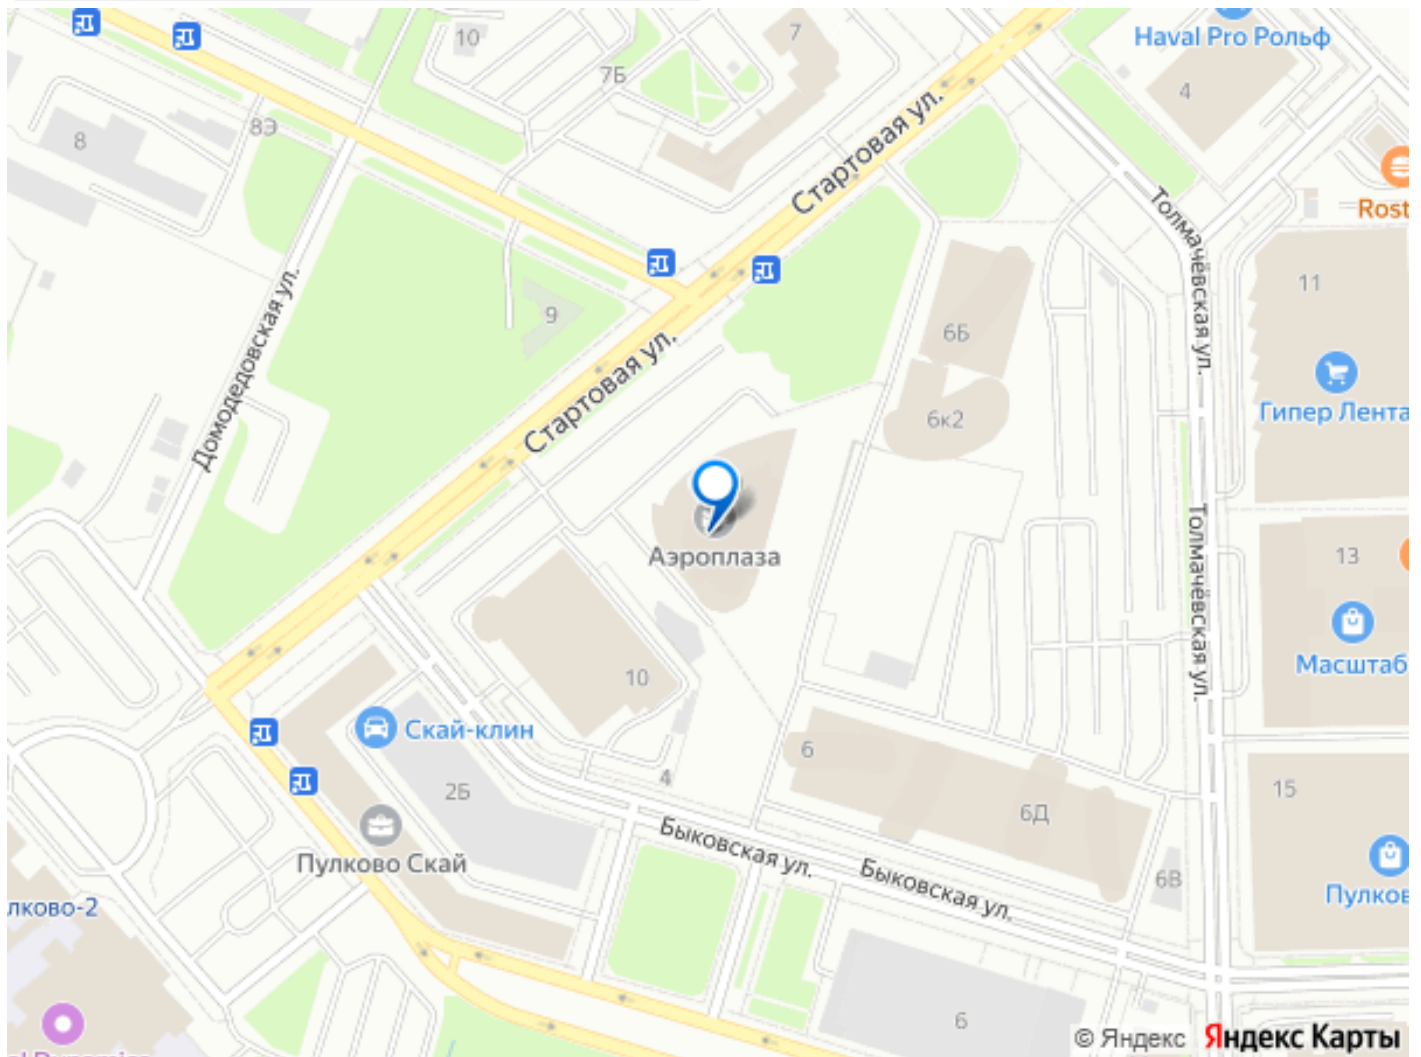 10
7
7Б
Haval Pro Рольф
4
8Э
8
Стартовая ул.
Rost
Толмачёвская ул.
11
9
6Б
Домодедовская ул.
Стартовая ул.
Гипер Лента
6к2
Аэроплаза
13
Толмачёвская ул.
Масштаб
10
Скай-клин
6
4
2Б
6Д
15
Быковская ул.
Пулково Скай
Быковская ул.
6В
Пулков
лково-2
6
© Яндекс Яндекс Карты